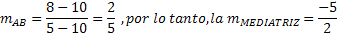 m_AB = (8 − 10)/(5 − 10) = 2/5 , por lo tanto, la m_MEDIATRIZ = (−5)/2